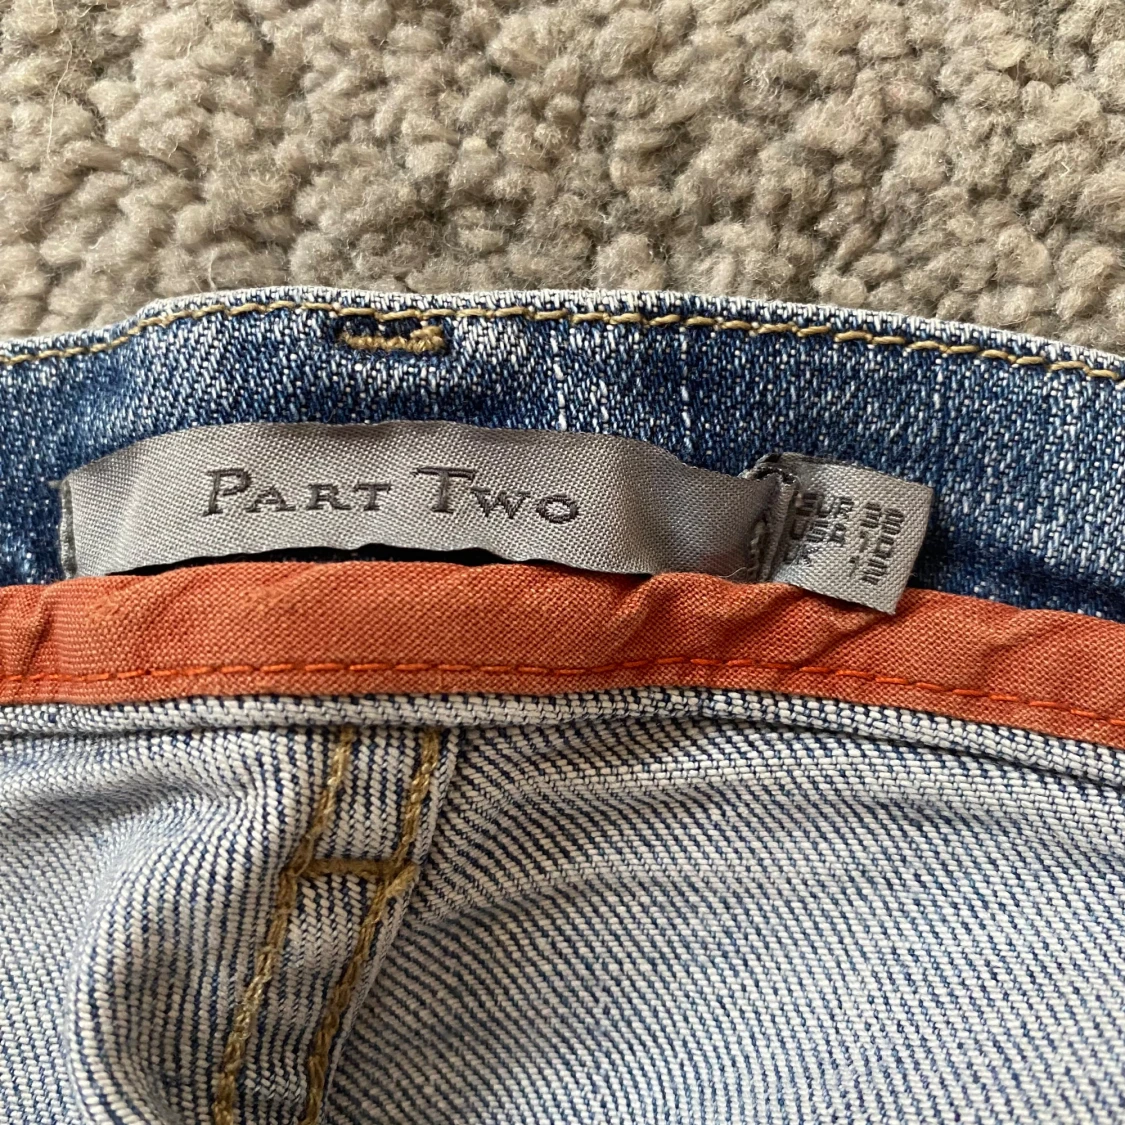 PART TWO
EUR 38
USA 10
UK 12